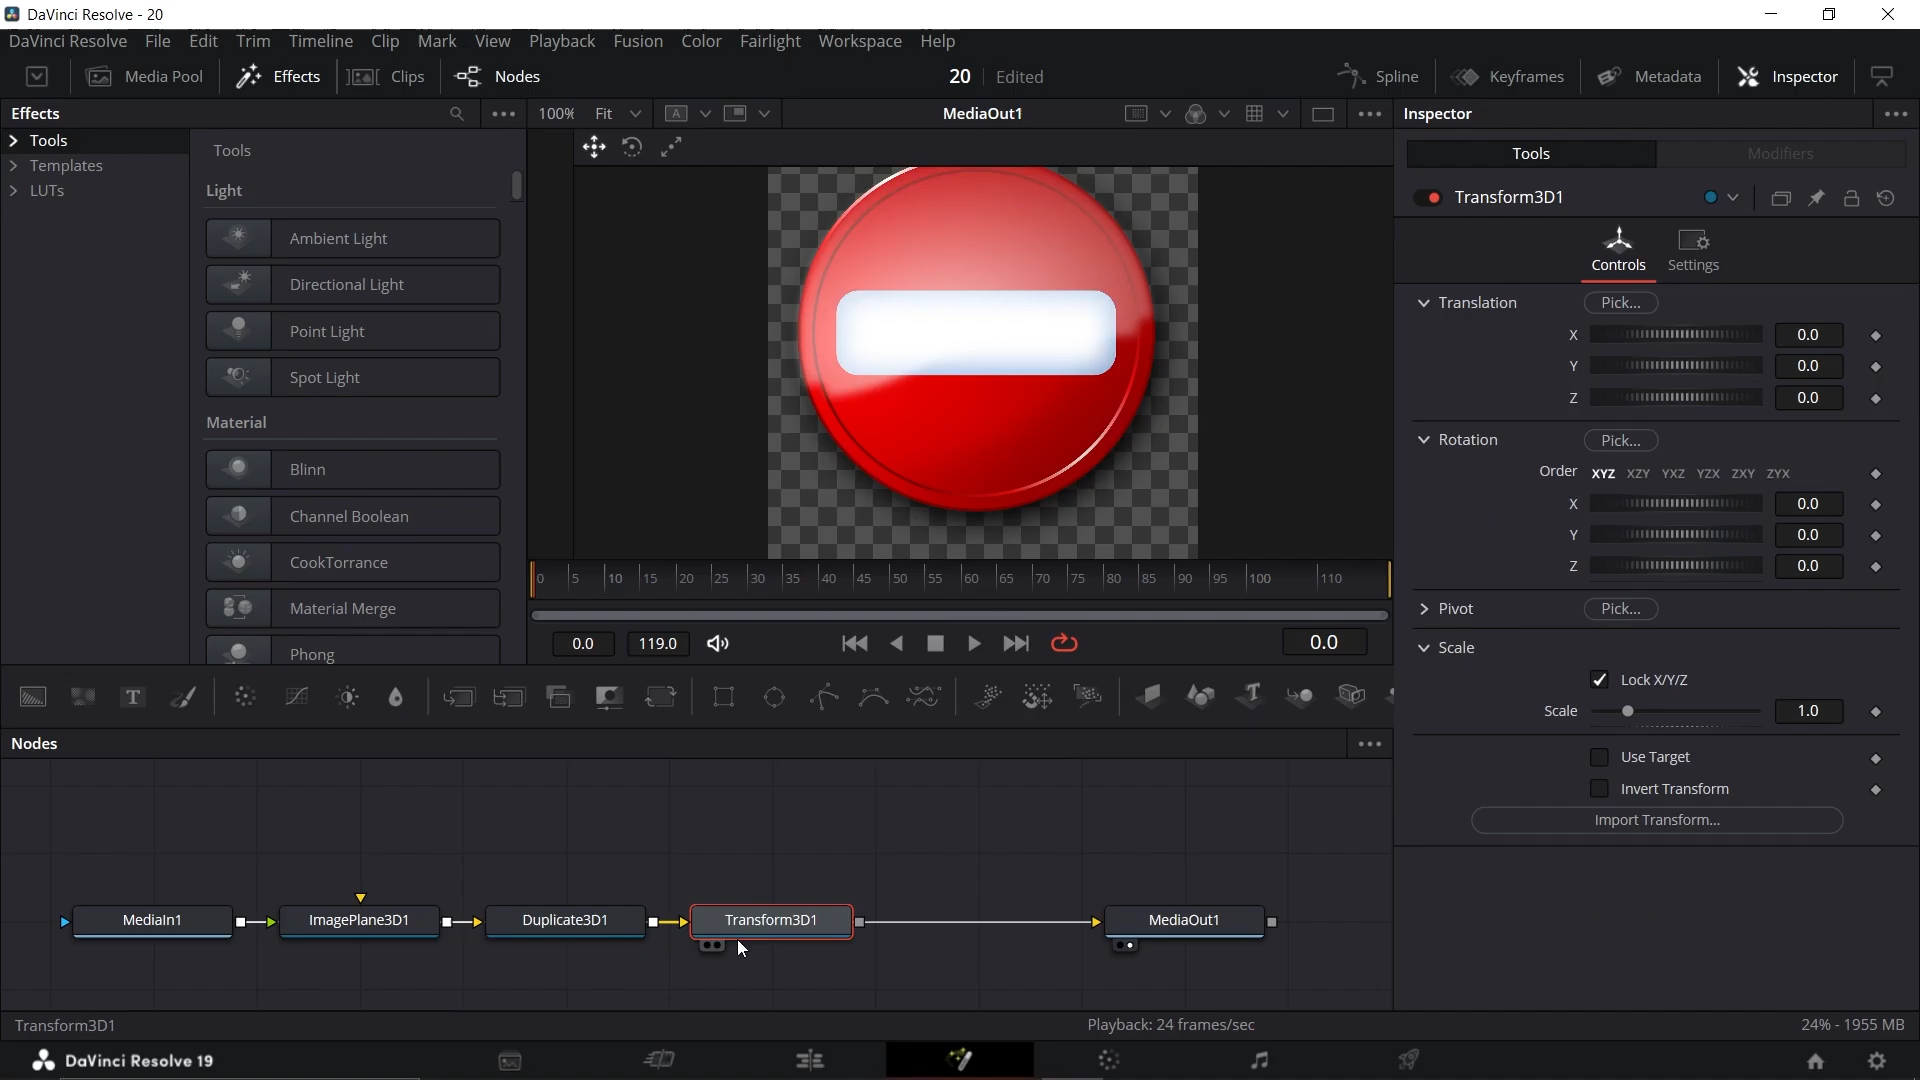 DaVinci Resolve - 20
DaVinci Resolve File Edit Trim Timeline Clip Mark View Playback Fusion Color Fairlight Workspace Help
Media Pool Effects Clips Nodes 20 Edited Spline Keyframes Metadata Inspector
Effects 100% Fit A MediaOut1 Inspector
Tools
Templates
LUTs
Tools
Light
Ambient Light
Directional Light
Point Light
Spot Light
Material
Blinn
Channel Boolean
CookTorrance
Material Merge
Phong
0 5 10 15 20 25 30 35 40 45 50 55 60 65 70 75 80 85 90 95 100 110
0.0 119.0 0.0
Tools Modifiers
Transform3D1
Controls Settings
Translation Pick...
X 0.0
Y 0.0
Z 0.0
Rotation Pick...
Order XYZ XZY YXZ YZX ZXY ZYX
X 0.0
Y 0.0
Z 0.0
Pivot Pick...
Scale
Lock X/Y/Z
Scale 1.0
Use Target
Invert Transform
Import Transform...
T T
Nodes
MediaIn1 ImagePlane3D1 Duplicate3D1 Transform3D1 MediaOut1
Transform3D1 Playback: 24 frames/sec 24% - 1955 MB
DaVinci Resolve 19